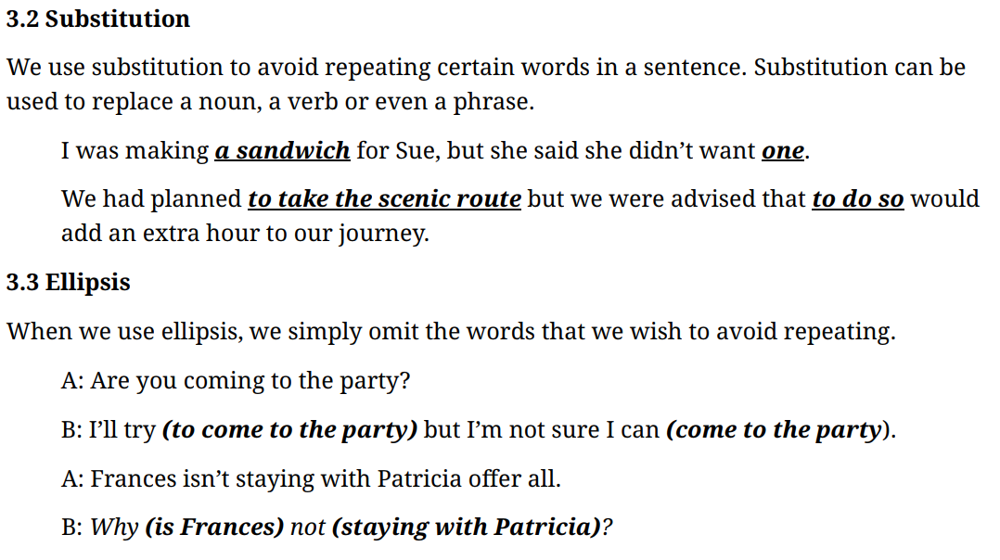 3.2 Substitution
We use substitution to avoid repeating certain words in a sentence. Substitution can be
used to replace a noun, a verb or even a phrase.
I was making a sandwich for Sue, but she said she didn’t want one.
We had planned to take the scenic route but we were advised that to do so would
add an extra hour to our journey.
3.3 Ellipsis
When we use ellipsis, we simply omit the words that we wish to avoid repeating.
A: Are you coming to the party?
B: I’ll try (to come to the party) but I’m not sure I can (come to the party).
A: Frances isn’t staying with Patricia offer all.
B: Why (is Frances) not (staying with Patricia)?